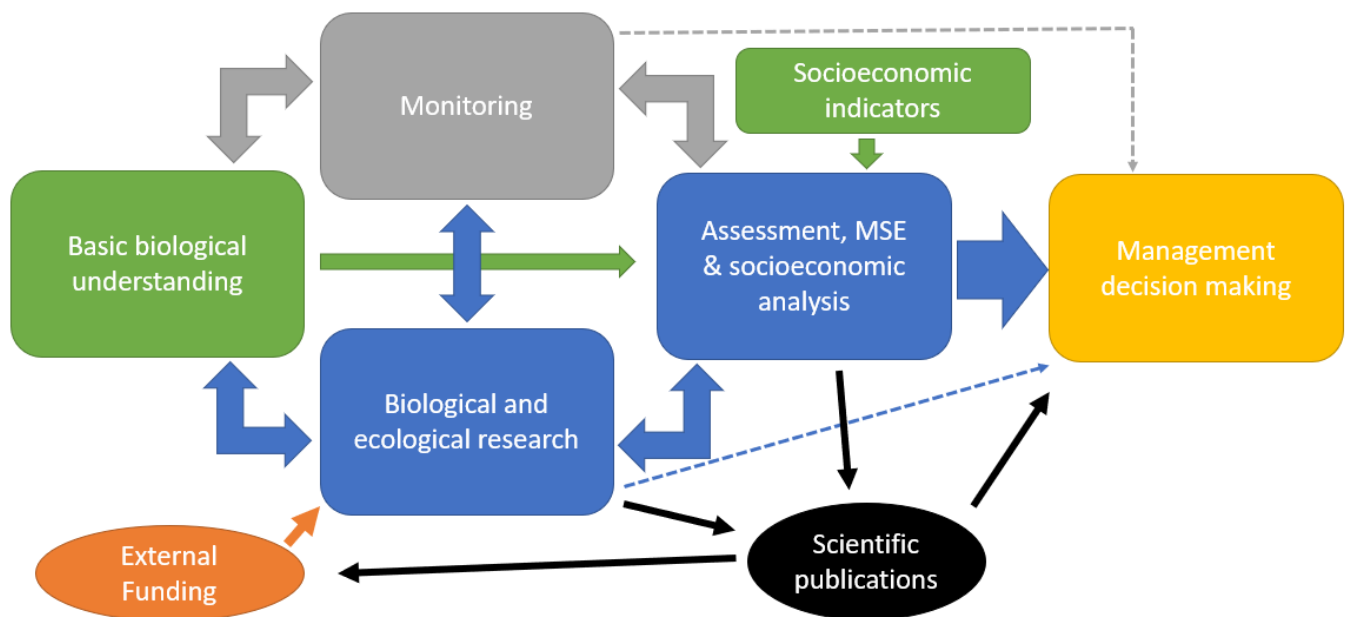 Monitoring
Socioeconomic
indicators
Basic biological
understanding
Assessment, MSE
& socioeconomic
analysis
Management
decision making
Biological and
ecological research
External
Funding
Scientific
publications